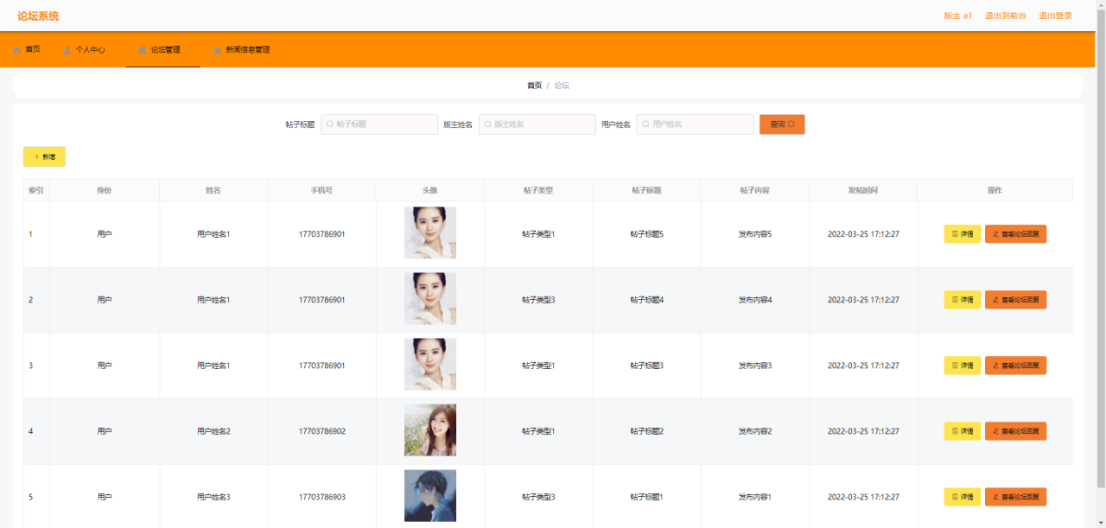 论坛系统
版主 a1 退出到前台 退出登录
首页 个人中心 论坛管理 新闻信息管理
首页 / 论坛
帖子标题 帖子标题 版主姓名 版主姓名 用户姓名 用户姓名 查询
+ 新增
索引 身份 姓名 手机号 头像 帖子类型 帖子标题 帖子内容 发帖时间 操作
1 用户 用户姓名1 17703786901 帖子类型1 帖子标题5 发布内容5 2022-03-25 17:12:27 详情 查看论坛回复
2 用户 用户姓名1 17703786901 帖子类型3 帖子标题4 发布内容4 2022-03-25 17:12:27 详情 查看论坛回复
3 用户 用户姓名1 17703786901 帖子类型1 帖子标题3 发布内容3 2022-03-25 17:12:27 详情 查看论坛回复
4 用户 用户姓名2 17703786902 帖子类型1 帖子标题2 发布内容2 2022-03-25 17:12:27 详情 查看论坛回复
5 用户 用户姓名3 17703786903 帖子类型3 帖子标题1 发布内容1 2022-03-25 17:12:27 详情 查看论坛回复